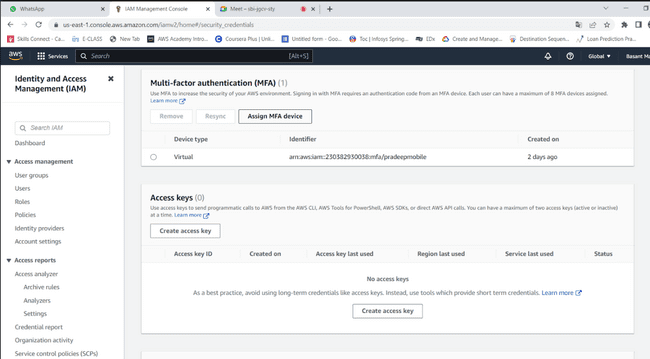 WhatsApp
IAM Management Console
Meet – sbi-jgcv-xtg
us-east-1.console.aws.amazon.com/iamv2/home#/security_credentials
Skills Connect - Ca...
E-CLASS
New Tab
AWS Academy Intro...
Coursera Plus | Unli...
Untitled form - Goo...
Toc | Infosys Spring...
EDx
Create and Manage...
Destination Sequen...
Loan Prediction Pra...
aws
Services
Search
[Alt+S]
Global
Basant Ma
Identity and Access
Management (IAM)
Search IAM
Dashboard
Access management
User groups
Users
Roles
Policies
Identity providers
Account settings
Access reports
Access analyzer
Archive rules
Analyzers
Settings
Credential report
Organization activity
Service control policies (SCPs)
Multi-factor authentication (MFA) (1)
Use MFA to increase the security of your AWS environment. Signing in with MFA requires an authentication code from an MFA device. Each user can have a maximum of 8 MFA devices assigned.
Learn more
Remove
Resync
Assign MFA device
Device type
Identifier
Created on
Virtual
arn:aws:iam::230382930038:mfa/pradeepmobile
2 days ago
Access keys (0)
Use access keys to send programmatic calls to AWS from the AWS CLI, AWS Tools for PowerShell, AWS SDKs, or direct AWS API calls. You can have a maximum of two access keys (active or inactive)
at a time. Learn more
Create access key
Access key ID
Created on
Access key last used
Region last used
Service last used
Status
No access keys
As a best practice, avoid using long-term credentials like access keys. Instead, use tools which provide short term credentials. Learn more
Create access key